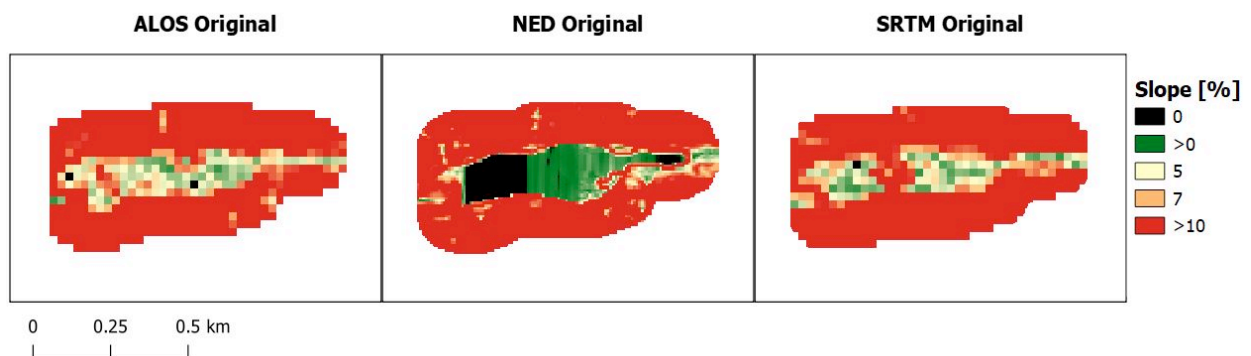 ALOS Original
NED Original
SRTM Original
Slope [%]
0
>0
5
7
>10
0 0.25 0.5 km